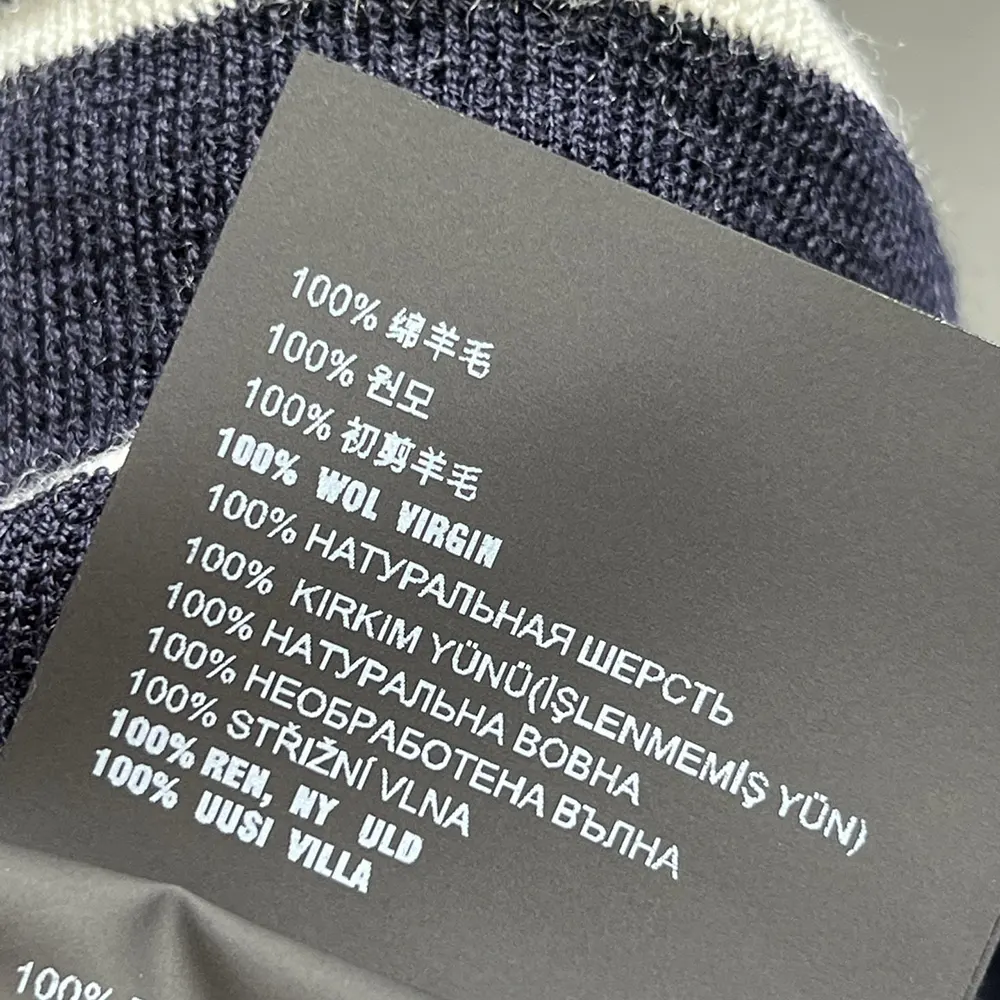 100% 绵羊毛
100% 원모
100% 初剪羊毛
100% WOL VIRGIN
100% НАТУРАЛЬНАЯ ШЕРСТЬ
100% KIRKIM YÜNÜ(İŞLENMEMİŞ YÜN)
100% НАТУРАЛЬНА ВОВНА
100% НЕОБРАБОТЕНА ВЪЛНА
100% STŘIŽNÍ VLNA
100% REN, NY ULD
100% UUSI VILLA
100%